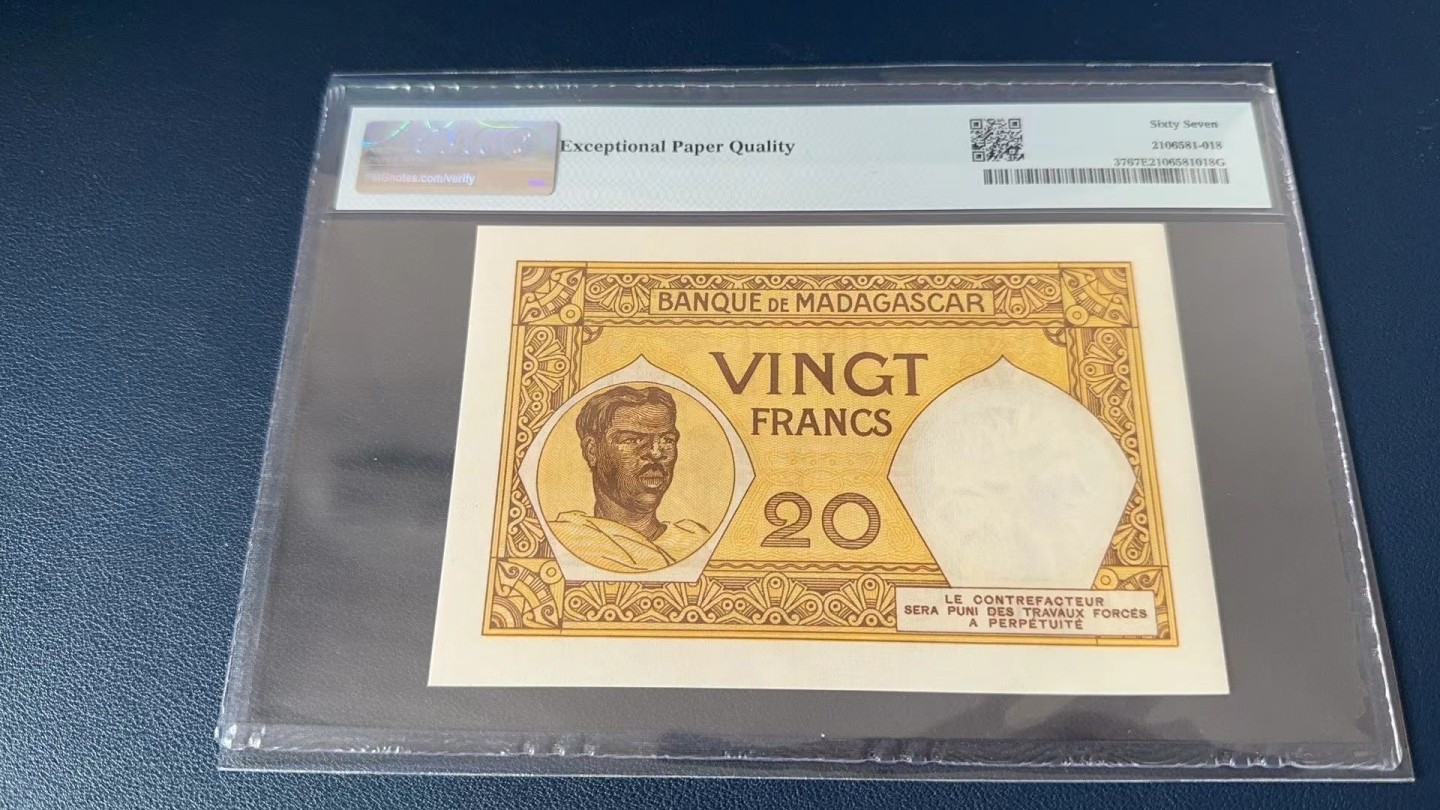 Exceptional Paper Quality
Sixty Seven
2106581-018
3767E2106581018G
BANQUE DE MADAGASCAR
VINGT
FRANCS
20
LE CONTREFACTEUR
SERA PUNI DES TRAVAUX FORCÉS
A PERPÉTUITÉ